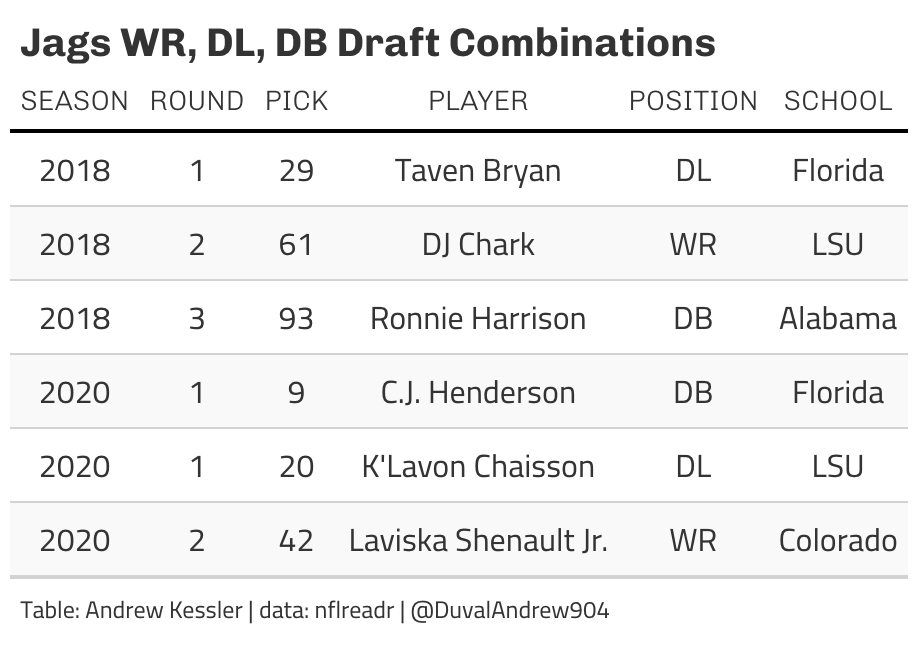 Jags WR, DL, DB Draft Combinations
SEASON ROUND PICK PLAYER POSITION SCHOOL
2018 1 29 Taven Bryan DL Florida
2018 2 61 DJ Chark WR LSU
2018 3 93 Ronnie Harrison DB Alabama
2020 1 9 C.J. Henderson DB Florida
2020 1 20 K'Lavon Chaisson DL LSU
2020 2 42 Laviska Shenault Jr. WR Colorado
Table: Andrew Kessler | data: nflreadr | @DuvalAndrew904